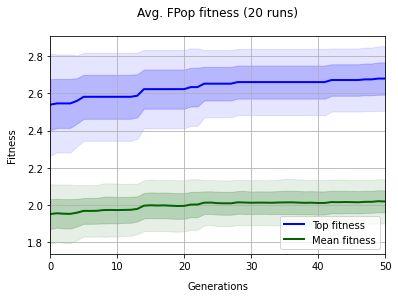 Avg. FPop fitness (20 runs)
2.8
2.6
2.4
2.2
2.0
1.8
Fitness
0 10 20 30 40 50
Generations
Top fitness
Mean fitness